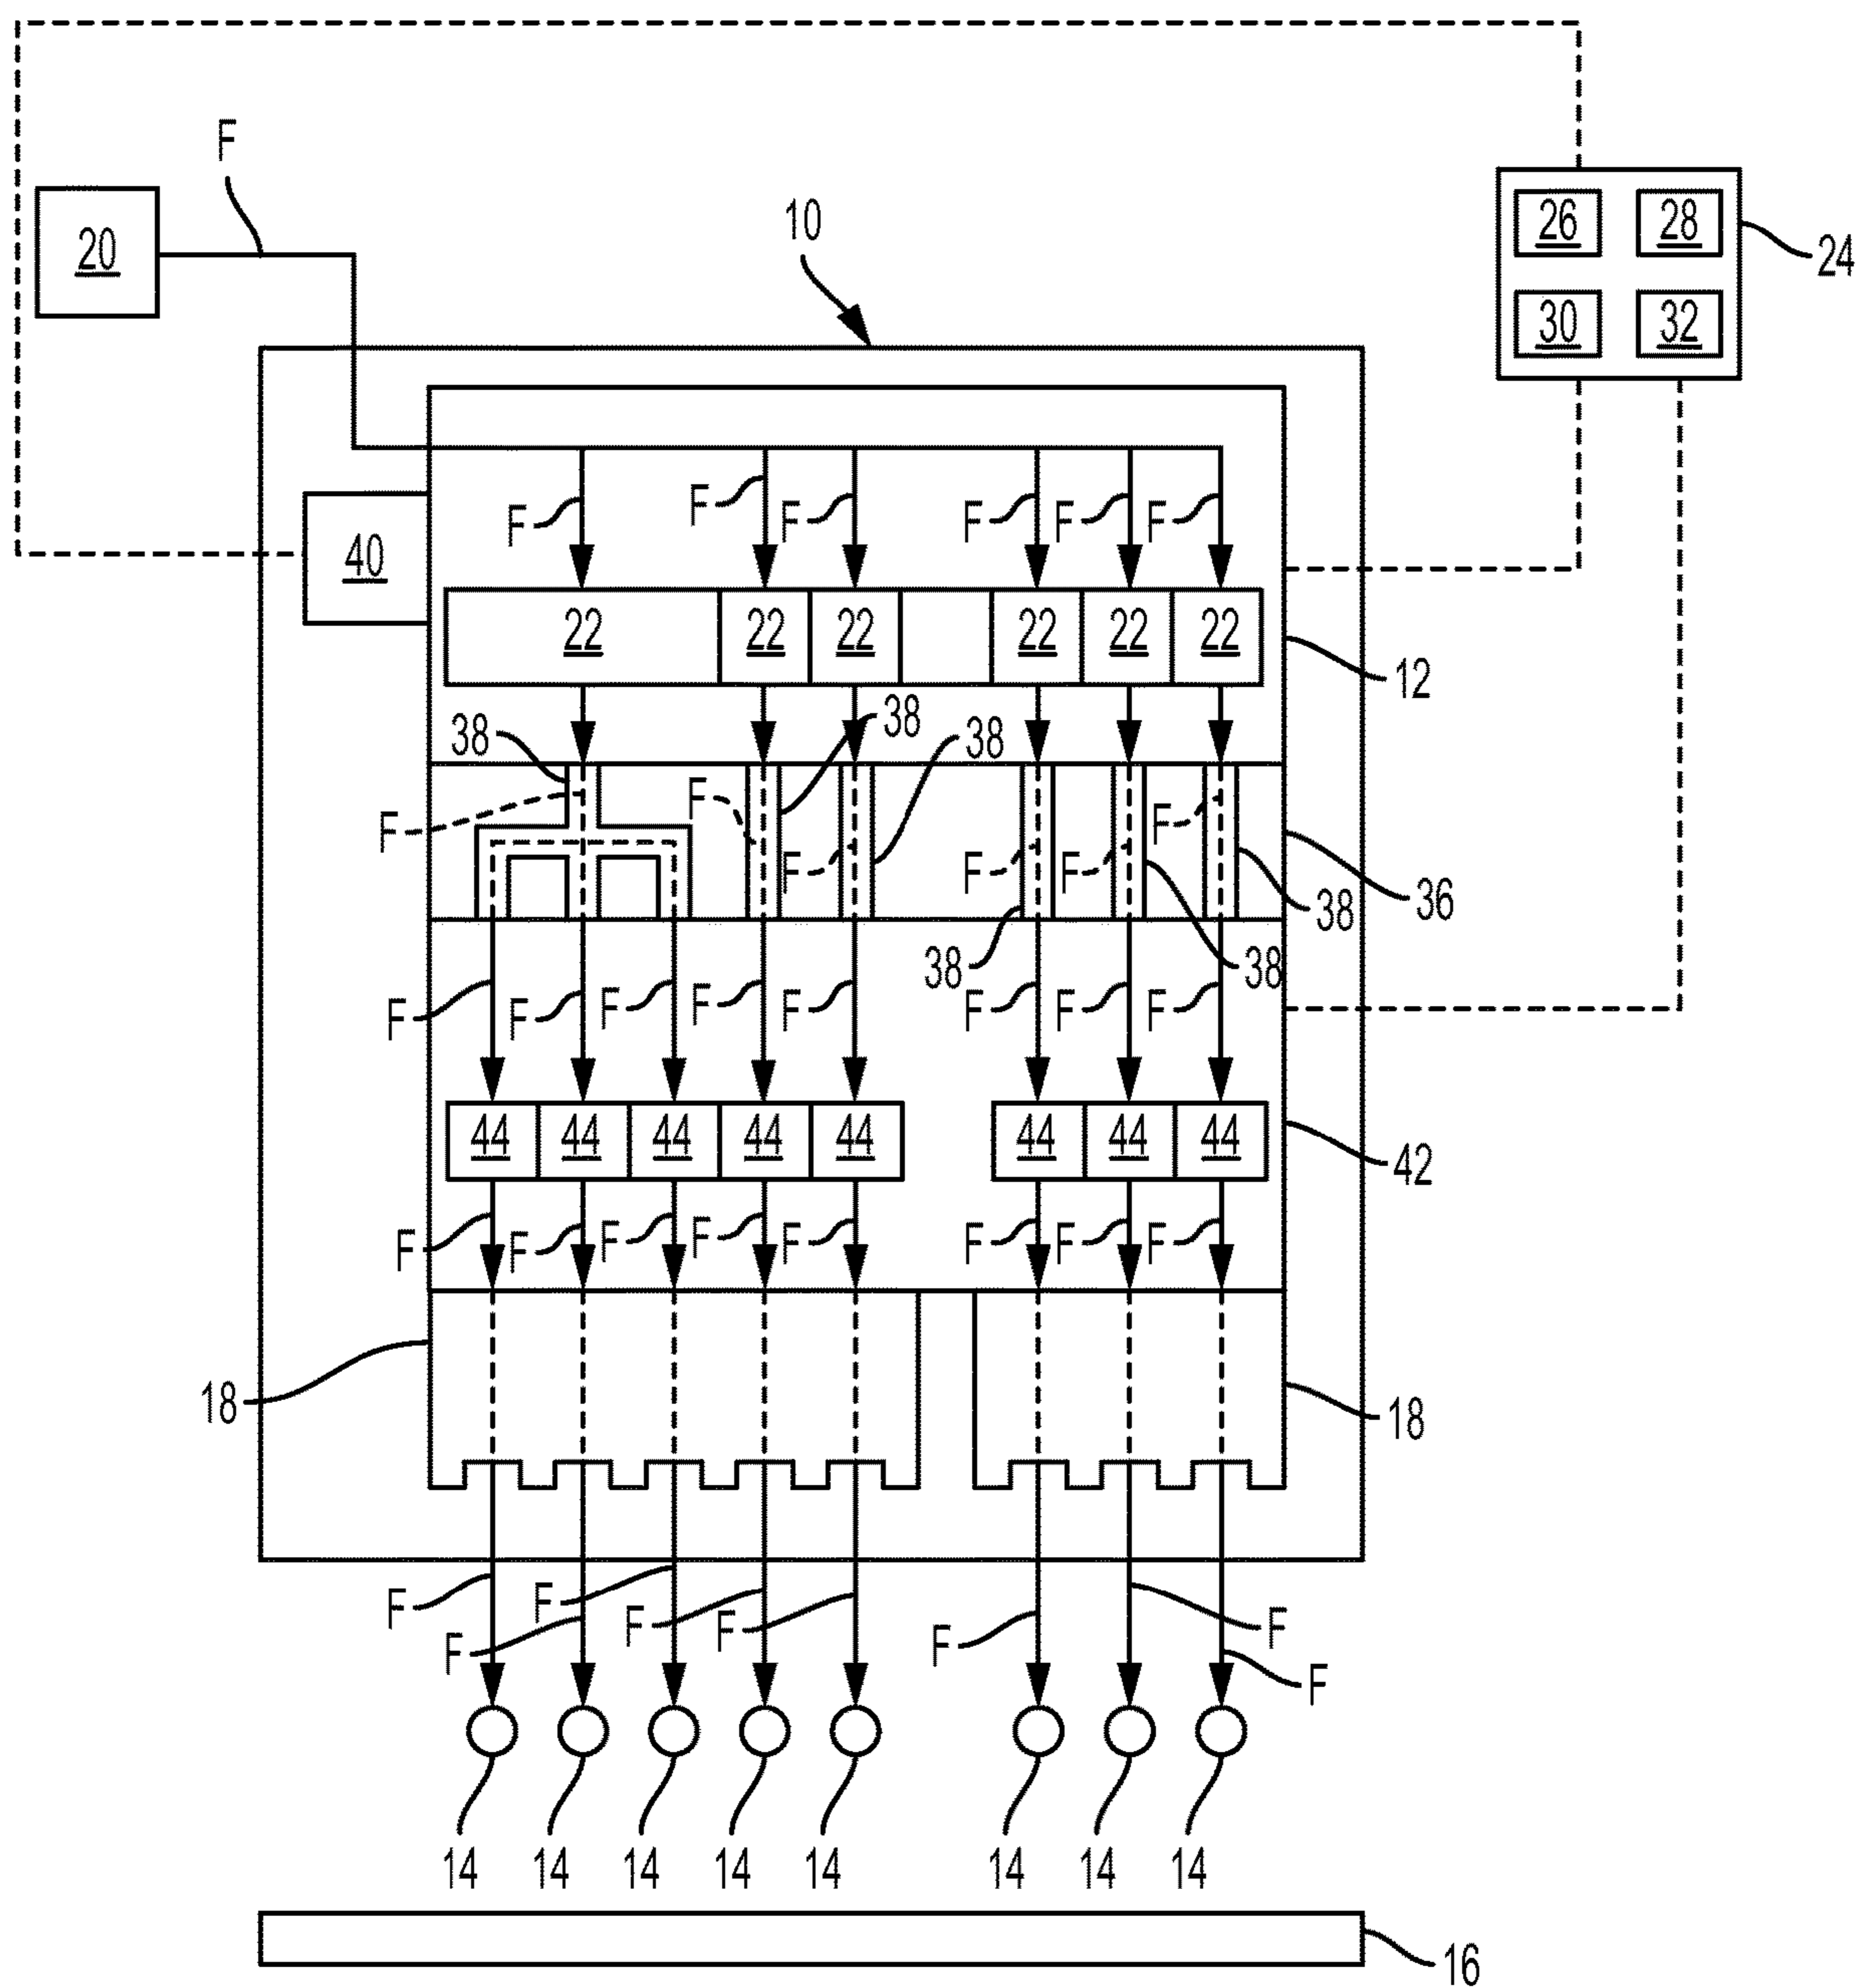 F
10
20
26 28
24
30 32
F F F F F F
40
22 22 22 22 22 22
12
38 38 38
F F F F F F
36
38
38 38
F F F F F F F F
44 44 44 44 44 44 44 44
42
F F F F F F F F
18 18
F F F F F F F F
14 14 14 14 14 14 14 14
16